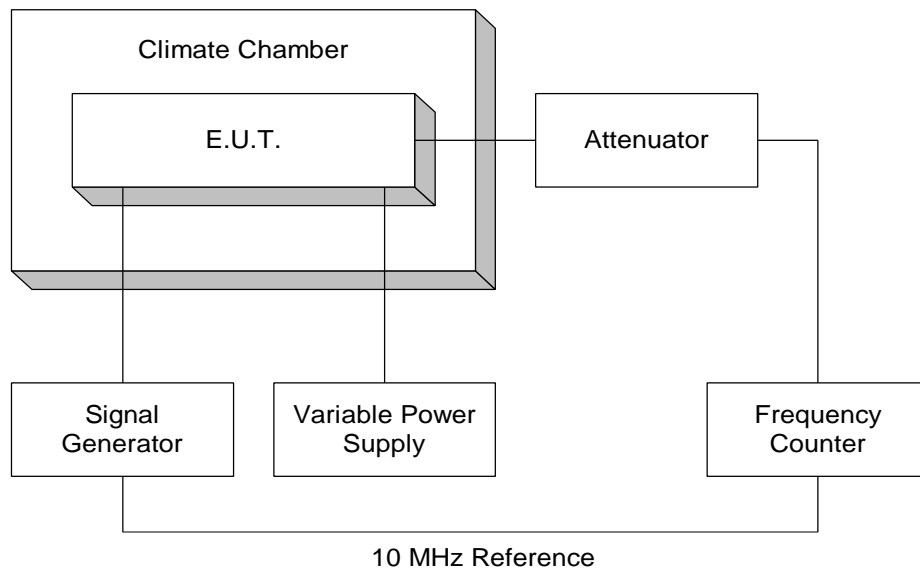 Climate Chamber
E.U.T.
Attenuator
Signal
Generator
Variable Power
Supply
Frequency
Counter
10 MHz Reference